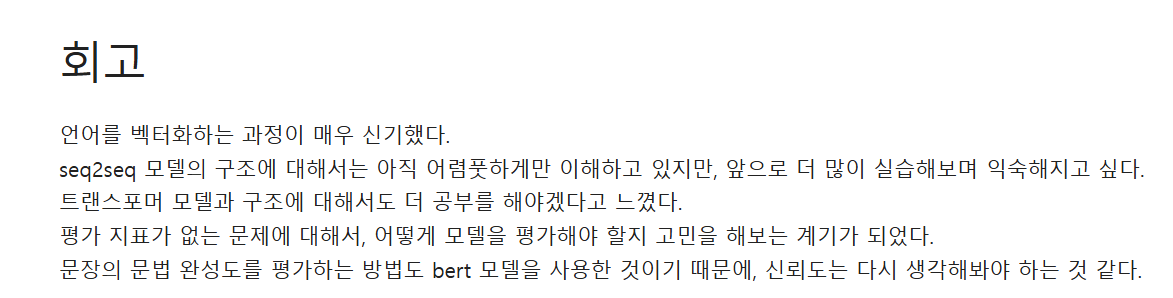 회고
언어를 벡터화하는 과정이 매우 신기했다.
seq2seq 모델의 구조에 대해서는 아직 어렴풋하게만 이해하고 있지만, 앞으로 더 많이 실습해보며 익숙해지고 싶다.
트랜스포머 모델과 구조에 대해서도 더 공부를 해야겠다고 느꼈다.
평가 지표가 없는 문제에 대해서, 어떻게 모델을 평가해야 할지 고민을 해보는 계기가 되었다.
문장의 문법 완성도를 평가하는 방법도 bert 모델을 사용한 것이기 때문에, 신뢰도는 다시 생각해봐야 하는 것 같다.